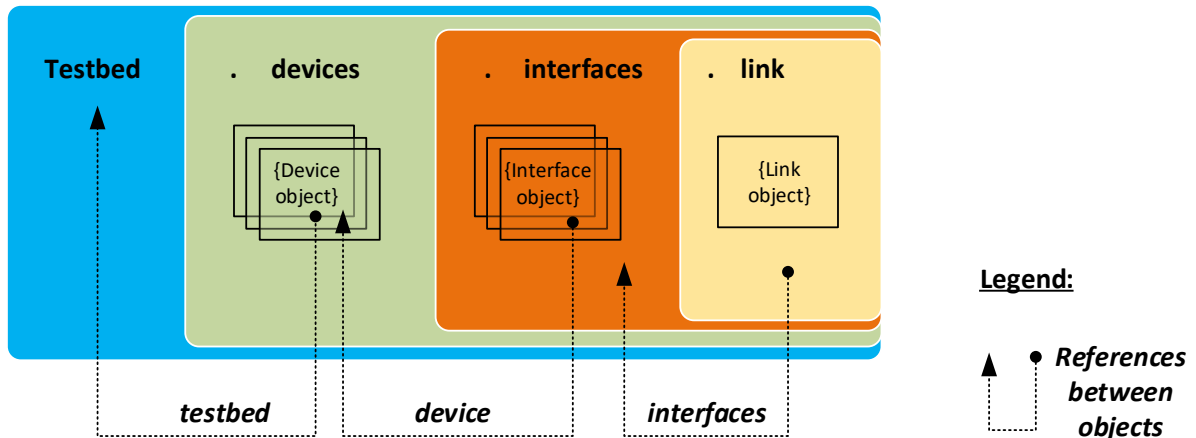 Testbed . devices . interfaces . link
{Device
object}
{Interface
object}
{Link
object}
Legend:
References
between
objects
testbed device interfaces